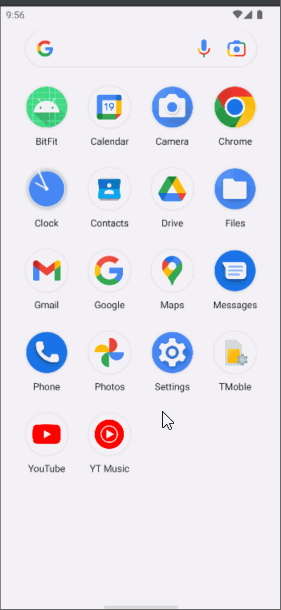 9:56
BitFit Calendar Camera Chrome
19
Clock Contacts Drive Files
Gmail Google Maps Messages
Phone Photos Settings TMoble
YouTube YT Music